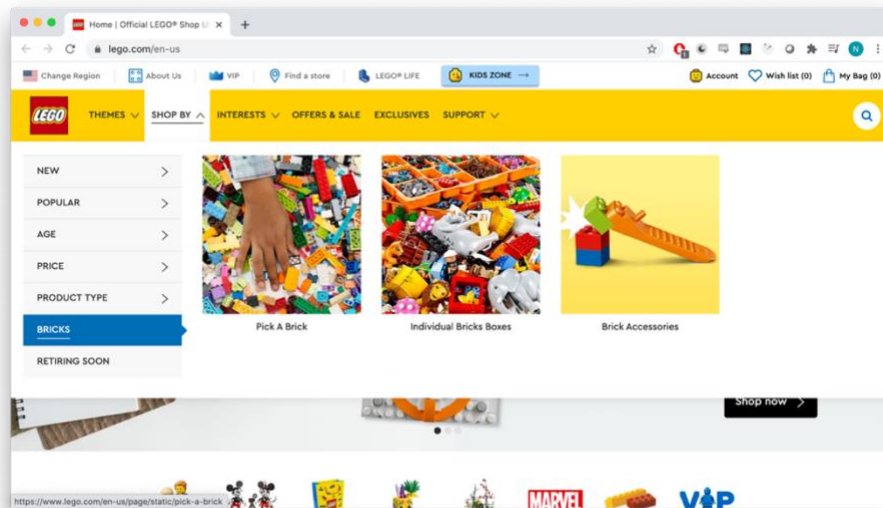 Home | Official LEGO® Shop U
lego.com/en-us
Change Region
About Us
VIP
Find a store
LEGO® LIFE
KIDS ZONE →
Account
Wish list (0)
My Bag (0)
LEGO
THEMES
SHOP BY
INTERESTS
OFFERS & SALE
EXCLUSIVES
SUPPORT
NEW
POPULAR
AGE
PRICE
PRODUCT TYPE
BRICKS
RETIRING SOON
Pick A Brick
Individual Bricks Boxes
Brick Accessories
Shop now
https://www.lego.com/en-us/page/static/pick-a-brick
MARVEL
VIP